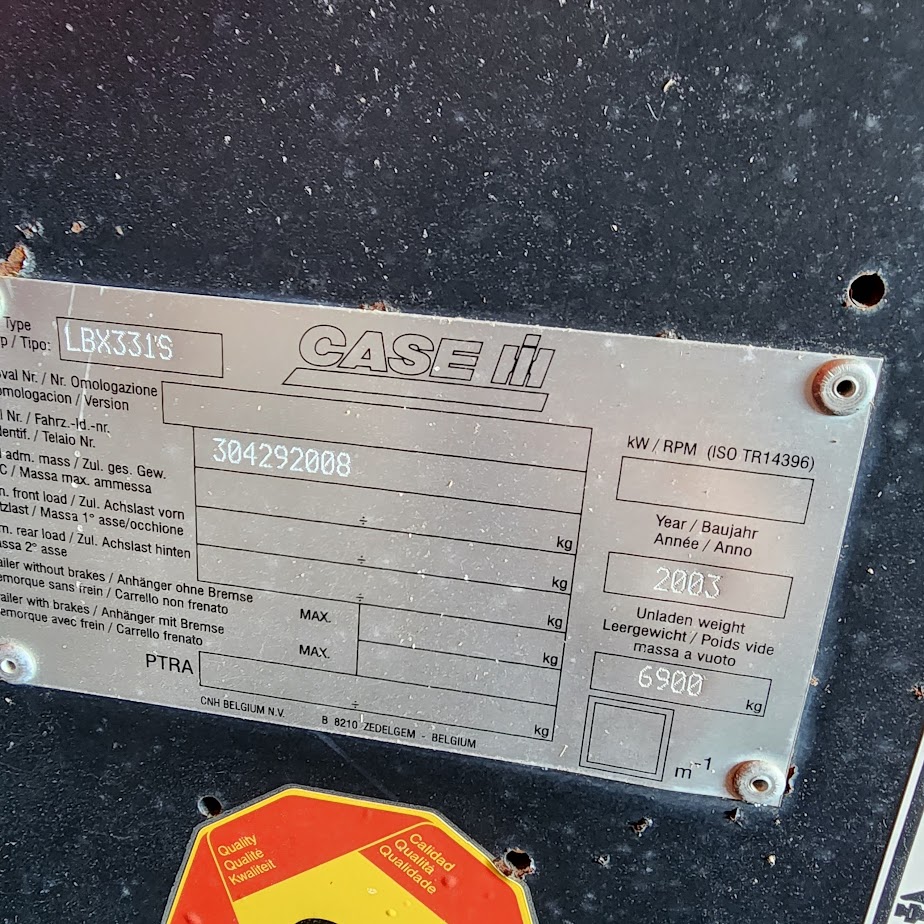 Type
LBX331S
p / Tipo:
CASE III
val Nr. / Nr. Omologazione
omologacion / Version
l Nr. / Fahrz.-Id.-nr.
dentif. / Telaio Nr.
304292008
adm. mass / Zul. ges. Gew.
C / Massa max. ammessa
n. front load / Zul. Achslast vorn
tzlast / Massa 1° asse/occhione
÷ kg
m. rear load / Zul. Achslast hinten
assa 2° asse
÷ kg
ailer without brakes / Anhänger ohne Bremse
emorque sans frein / Carrello non frenato
÷
MAX. kg
ailer with brakes / Anhänger mit Bremse
emorque avec frein / Carrello frenato
MAX. kg
PTRA
÷ kg
CNH BELGIUM N.V. B 8210 ZEDELGEM - BELGIUM
kW / RPM (ISO TR14396)
Year / Baujahr
Année / Anno
2003
Unladen weight
Leergewicht / Poids vide
massa a vuoto
6900
kg
m⁻¹
Quality
Qualité
Kwaliteit
Calidad
Qualità
Qualidade